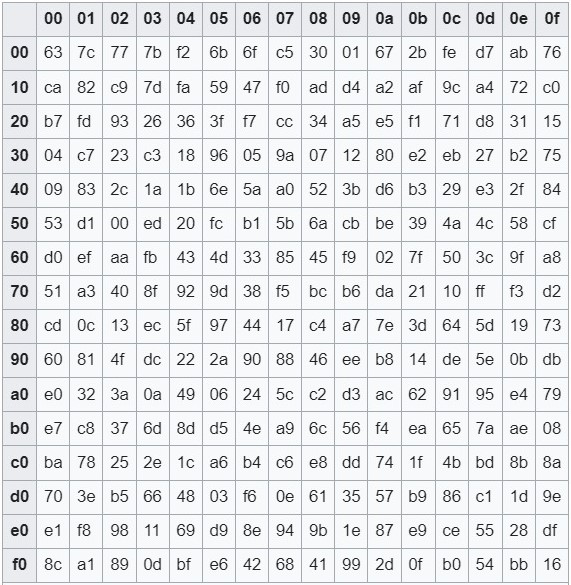 00 01 02 03 04 05 06 07 08 09 0a 0b 0c 0d 0e 0f
00 63 7c 77 7b f2 6b 6f c5 30 01 67 2b fe d7 ab 76
10 ca 82 c9 7d fa 59 47 f0 ad d4 a2 af 9c a4 72 c0
20 b7 fd 93 26 36 3f f7 cc 34 a5 e5 f1 71 d8 31 15
30 04 c7 23 c3 18 96 05 9a 07 12 80 e2 eb 27 b2 75
40 09 83 2c 1a 1b 6e 5a a0 52 3b d6 b3 29 e3 2f 84
50 53 d1 00 ed 20 fc b1 5b 6a cb be 39 4a 4c 58 cf
60 d0 ef aa fb 43 4d 33 85 45 f9 02 7f 50 3c 9f a8
70 51 a3 40 8f 92 9d 38 f5 bc b6 da 21 10 ff f3 d2
80 cd 0c 13 ec 5f 97 44 17 c4 a7 7e 3d 64 5d 19 73
90 60 81 4f dc 22 2a 90 88 46 ee b8 14 de 5e 0b db
a0 e0 32 3a 0a 49 06 24 5c c2 d3 ac 62 91 95 e4 79
b0 e7 c8 37 6d 8d d5 4e a9 6c 56 f4 ea 65 7a ae 08
c0 ba 78 25 2e 1c a6 b4 c6 e8 dd 74 1f 4b bd 8b 8a
d0 70 3e b5 66 48 03 f6 0e 61 35 57 b9 86 c1 1d 9e
e0 e1 f8 98 11 69 d9 8e 94 9b 1e 87 e9 ce 55 28 df
f0 8c a1 89 0d bf e6 42 68 41 99 2d 0f b0 54 bb 16